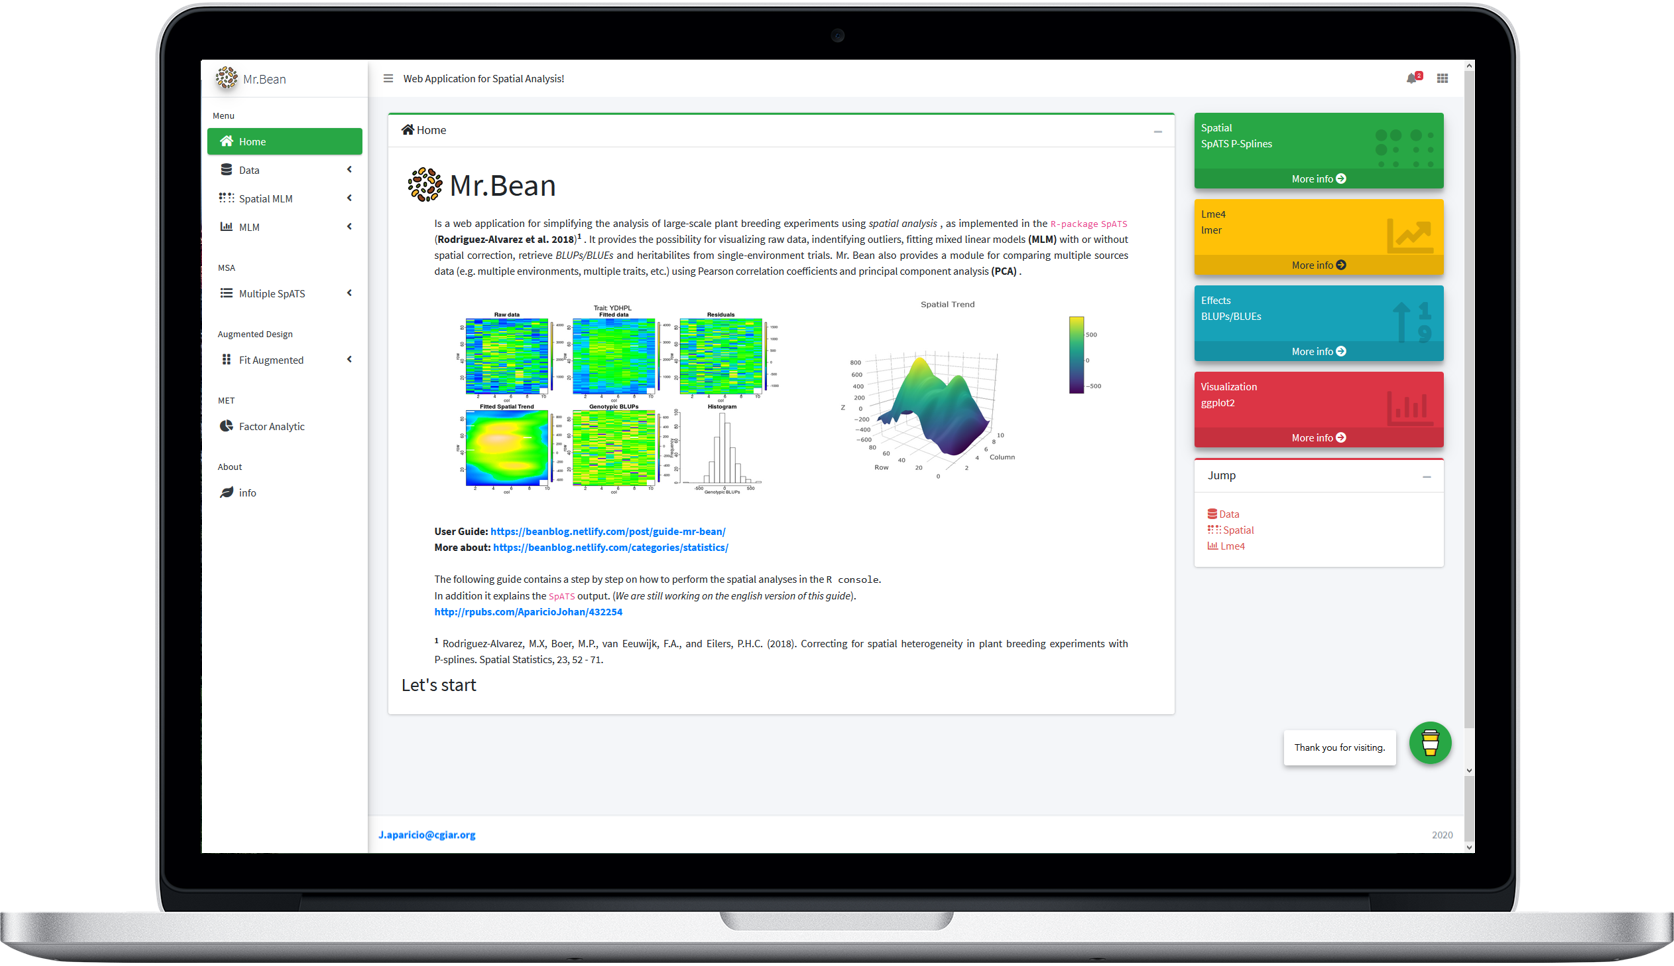 Mr.Bean
Web Application for Spatial Analysis!
2
Menu
Home
Data
Spatial MLM
MLM
MSA
Multiple SpATS
Augmented Design
Fit Augmented
MET
Factor Analytic
About
info
Home
Mr.Bean
Is a web application for simplifying the analysis of large-scale plant breeding experiments using spatial analysis , as implemented in the R-package SpATS
(Rodriguez-Alvarez et al. 2018)1 . It provides the possibility for visualizing raw data, indentifying outliers, fitting mixed linear models (MLM) with or without
spatial correction, retrieve BLUPs/BLUEs and heritabilites from single-environment trials. Mr. Bean also provides a module for comparing multiple sources
data (e.g. multiple environments, multiple traits, etc.) using Pearson correlation coefficients and principal component analysis (PCA) .
Trait: YDHPL
Raw data
Fitted data
Residuals
Fitted Spatial Trend
Genotypic BLUPs
Histogram
Genotypic BLUPs
Spatial Trend
800
600
400
200
0
−200
−400
−600
Z
80
60
40
20
0
Row
2
4
6
8
10
Column
500
0
−500
User Guide: https://beanblog.netlify.com/post/guide-mr-bean/
More about: https://beanblog.netlify.com/categories/statistics/
The following guide contains a step by step on how to perform the spatial analyses in the R console.
In addition it explains the SpATS output. (We are still working on the english version of this guide).
http://rpubs.com/AparicioJohan/432254
1 Rodriguez-Alvarez, M.X, Boer, M.P., van Eeuwijk, F.A., and Eilers, P.H.C. (2018). Correcting for spatial heterogeneity in plant breeding experiments with
P-splines. Spatial Statistics, 23, 52 - 71.
Let's start
Spatial
SpATS P-Splines
More info
Lme4
lmer
More info
Effects
BLUPs/BLUEs
1
9
More info
Visualization
ggplot2
More info
Jump
Data
Spatial
Lme4
Thank you for visiting.
J.aparicio@cgiar.org
2020